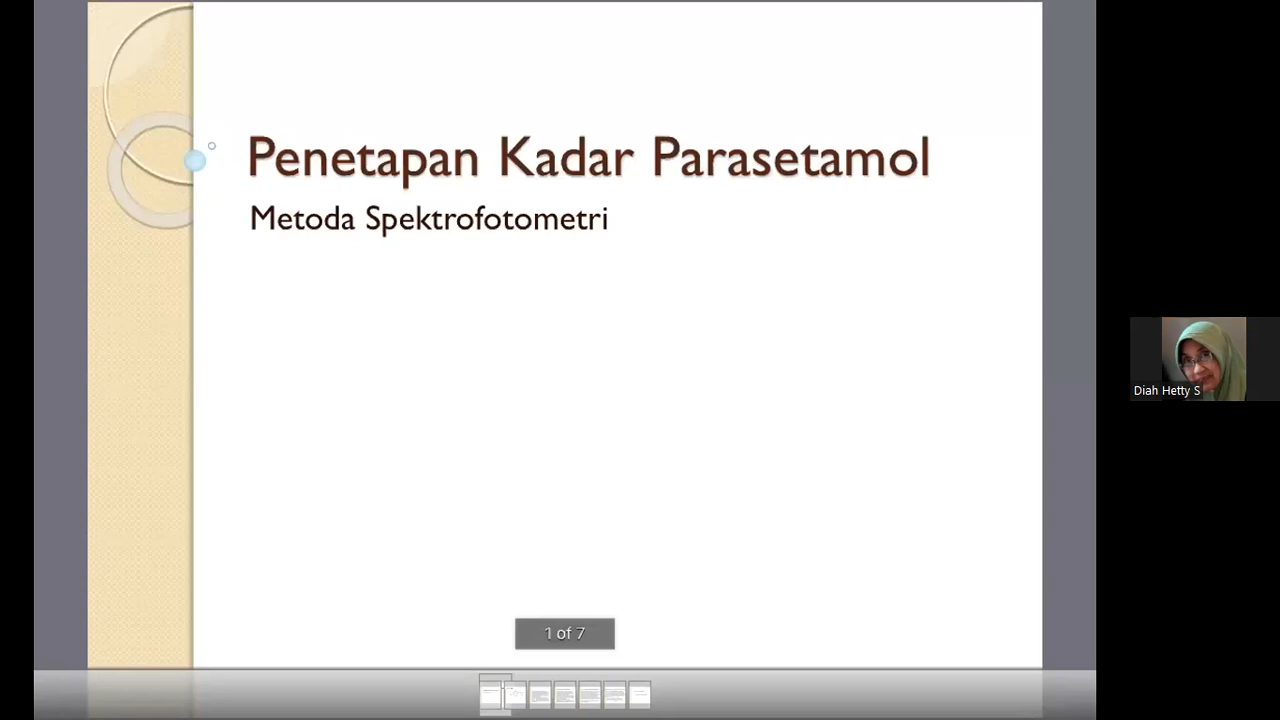 Penetapan Kadar Parasetamol
Metoda Spektrofotometri
Diah Hetty S
1 of 7